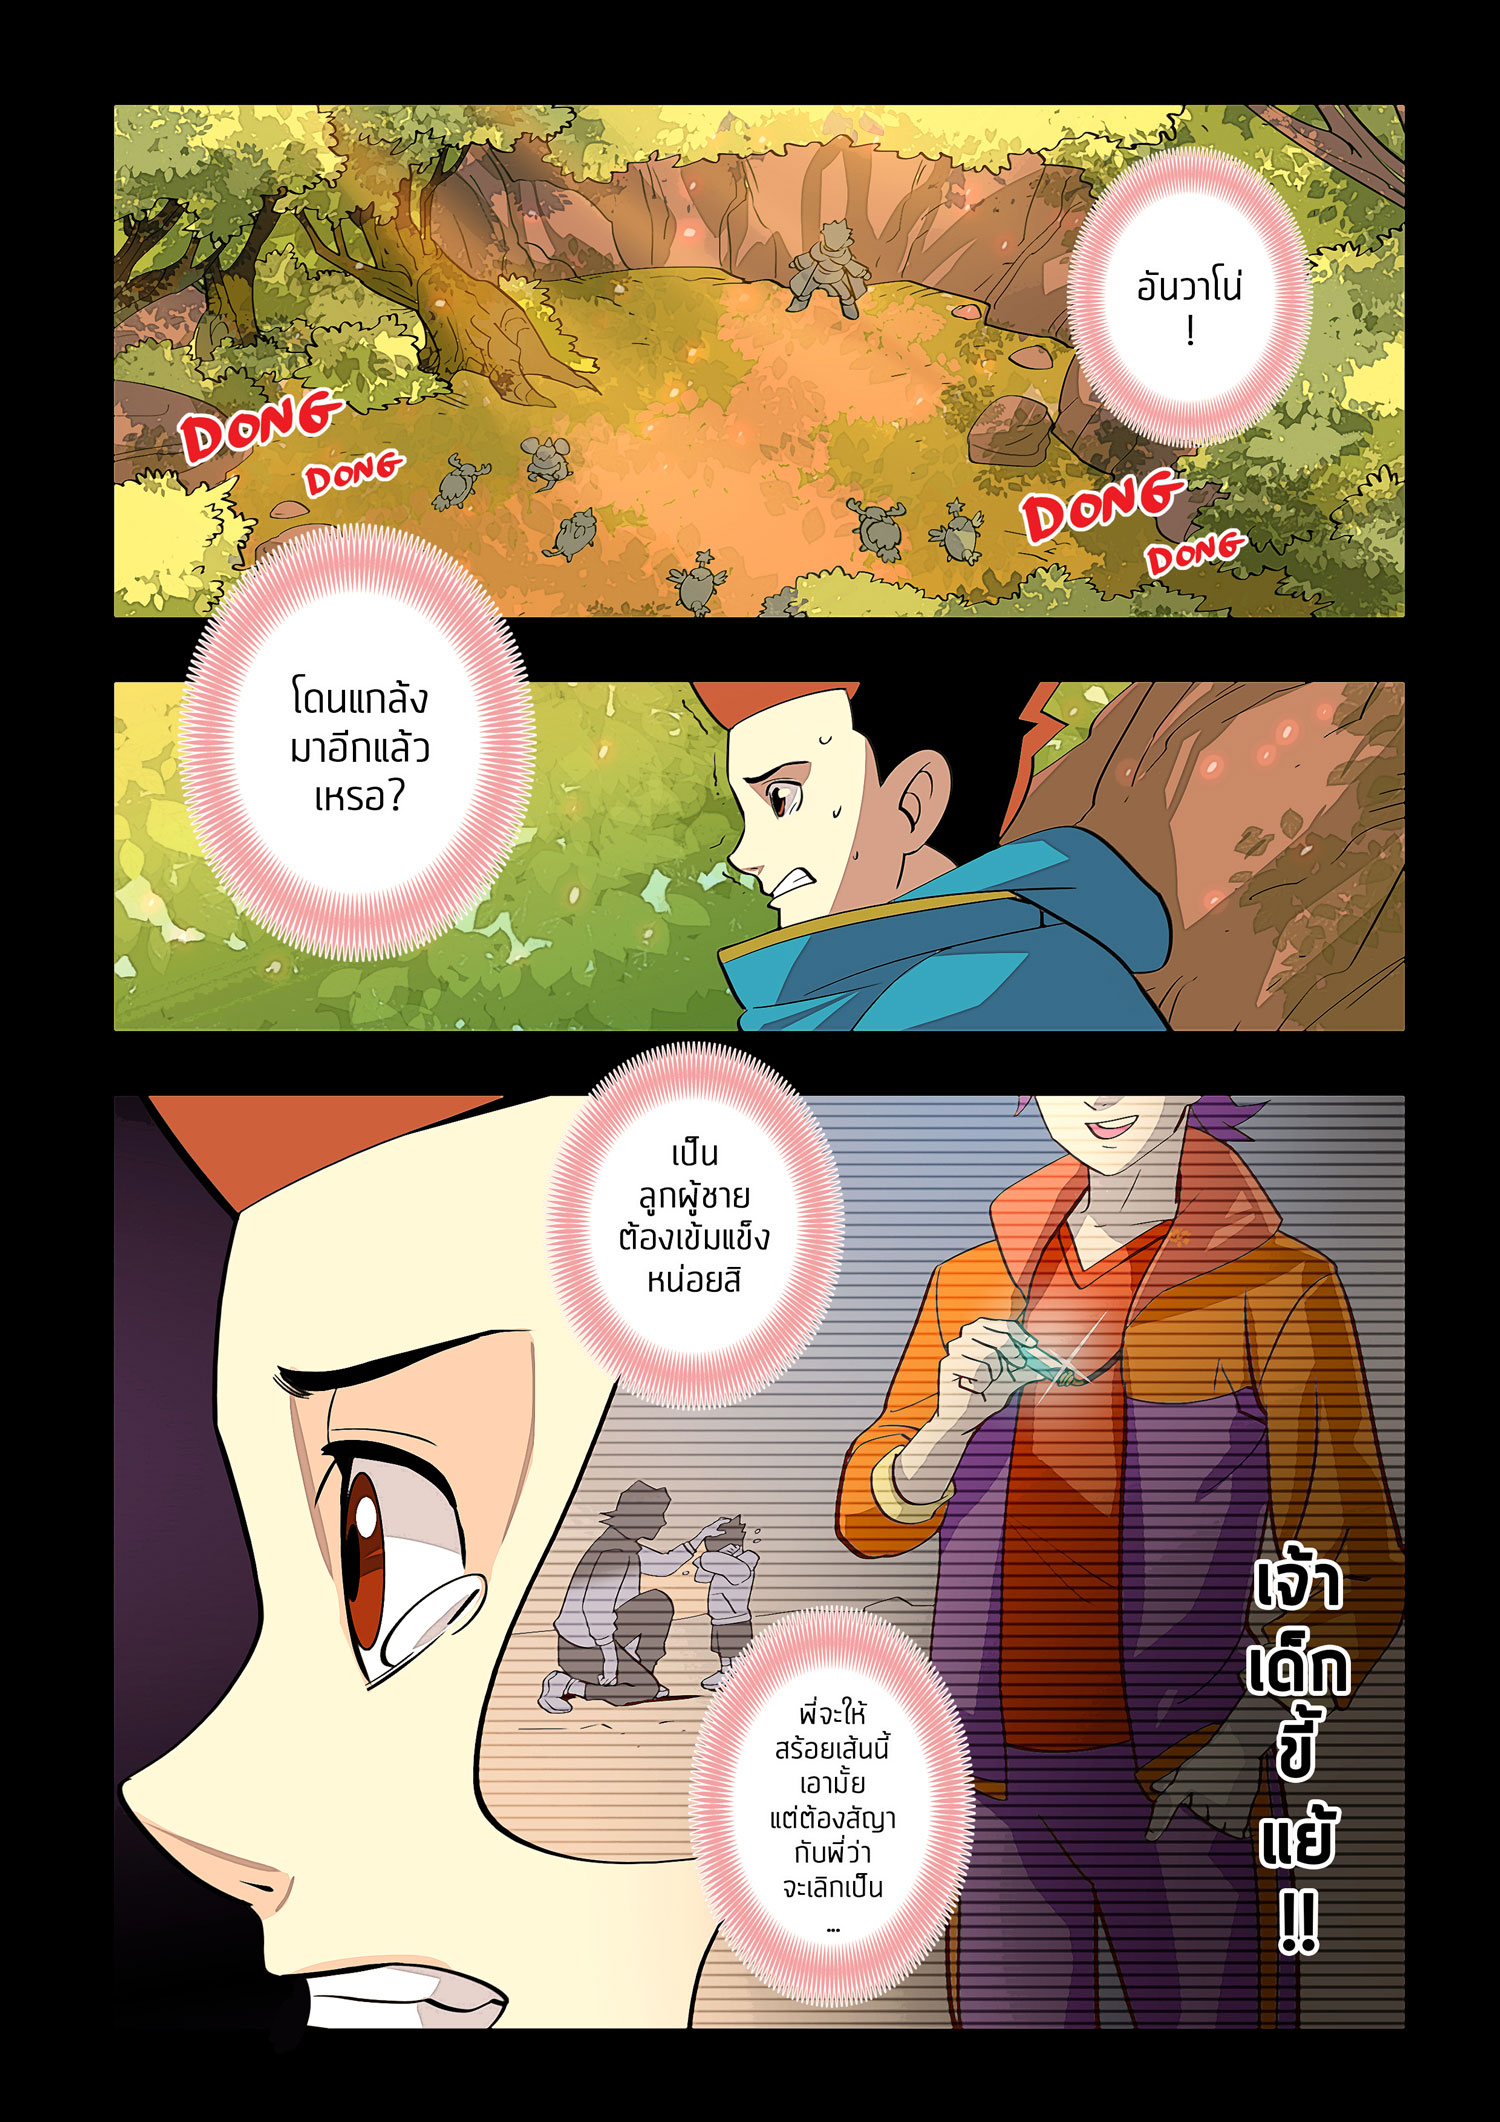 อันวาโน่
!
DONG
DONG
DONG
DONG
โดนแกล้ง
มาอีกแล้ว
เหรอ?
เป็น
ลูกผู้ชาย
ต้องเข้มแข็ง
หน่อยสิ
พี่จะให้
สร้อยเส้นนี้
เอามั้ย
แต่ต้องสัญา
กับพี่ว่า
จะเลิกเป็น
...
เจ้า
เด็ก
ขี้
แย้
!!